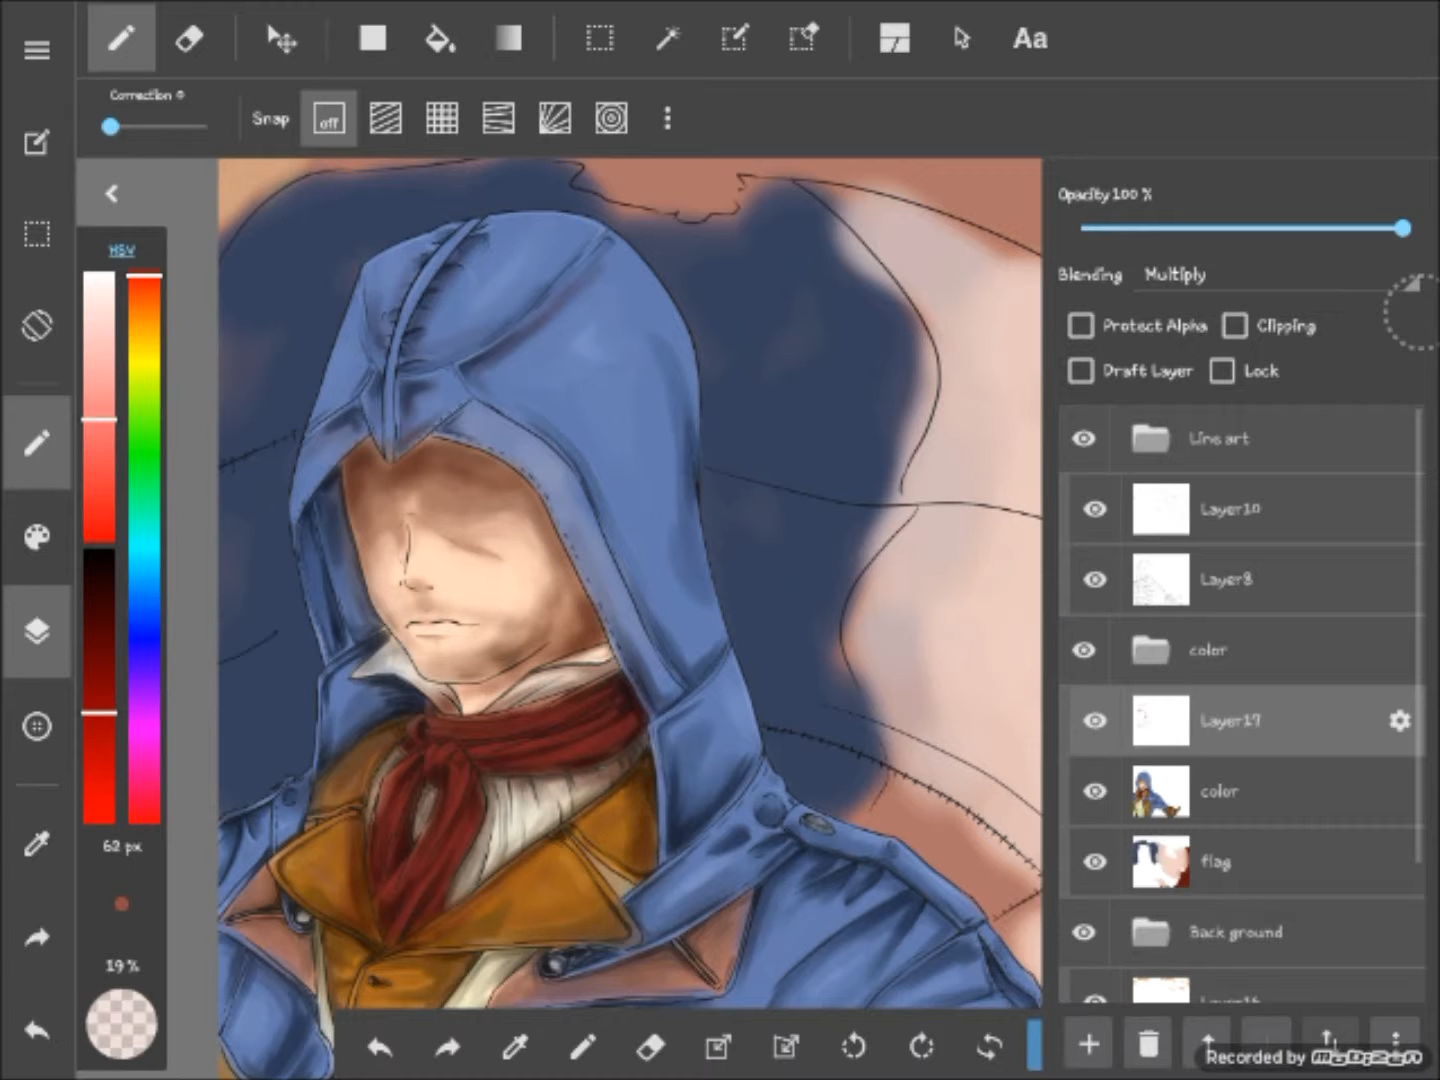 Aa
Correction
Snap
off
Opacity 100 %
HSV
Blending Multiply
Protect Alpha
Clipping
Draft Layer
Lock
Line art
Layer10
Layer8
color
Layer17
color
flag
62 px
Back ground
19 %
Recorded by